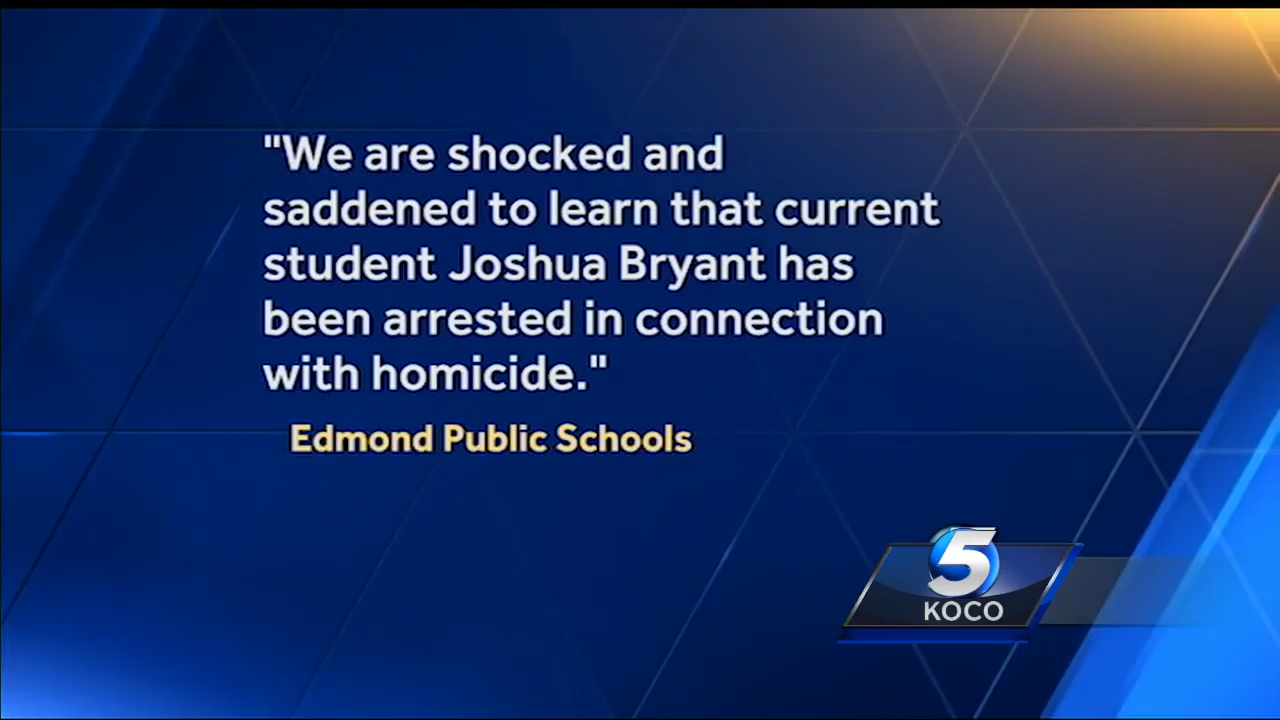 "We are shocked and
saddened to learn that current
student Joshua Bryant has
been arrested in connection
with homicide."
Edmond Public Schools
5
KOCO